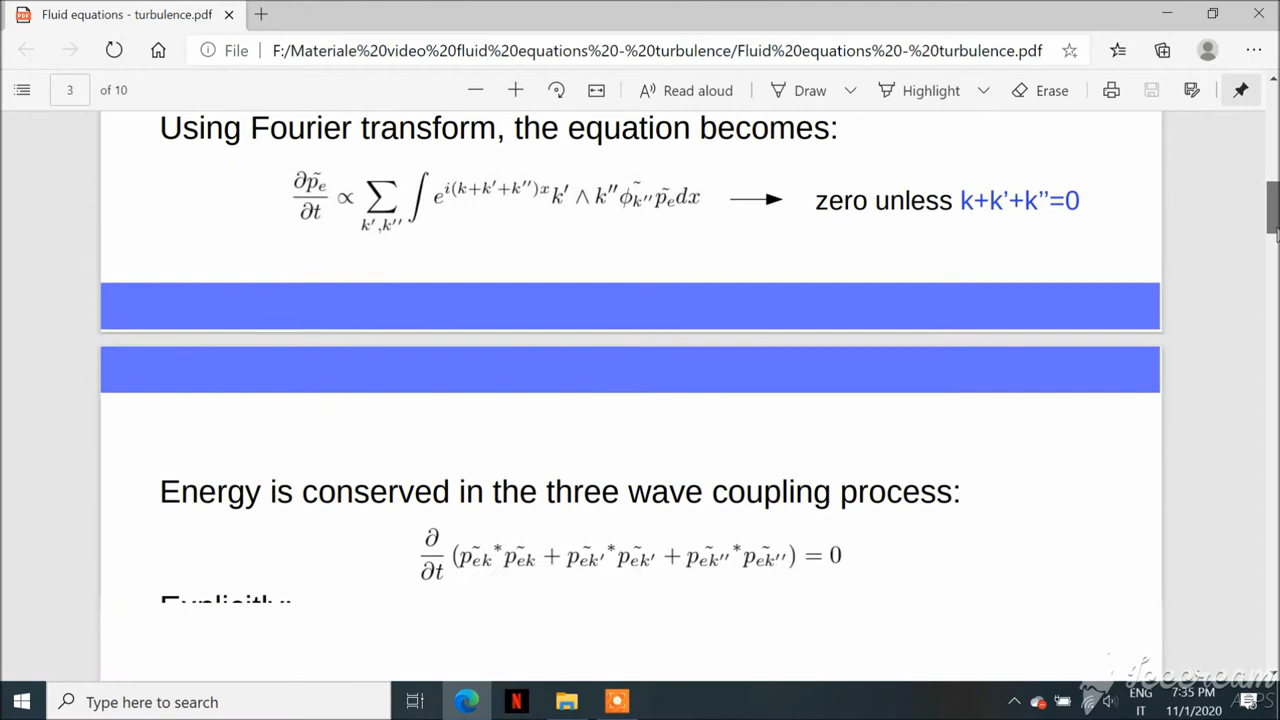 Fluid equations - turbulence.pdf
File F:/Materiale%20video%20fluid%20equations%20-%20turbulence/Fluid%20equations%20-%20turbulence.pdf
3 of 10 Read aloud Draw Highlight Erase
Using Fourier transform, the equation becomes:
∂p̃ₑ/∂t ∝ ∑_{k′,k″} ∫ e^{i(k+k′+k″)x} k′ ∧ k″ ϕ̃_{k″} p̃ₑ dx → zero unless k+k’+k”=0
Energy is conserved in the three wave coupling process:
∂/∂t (p̃_{ek}* p̃_{ek} + p̃_{ek′}* p̃_{ek′} + p̃_{ek″}* p̃_{ek″}) = 0
Explicitly:
Icecream
APPS
Type here to search
ENG
IT
7:35 PM
11/1/2020